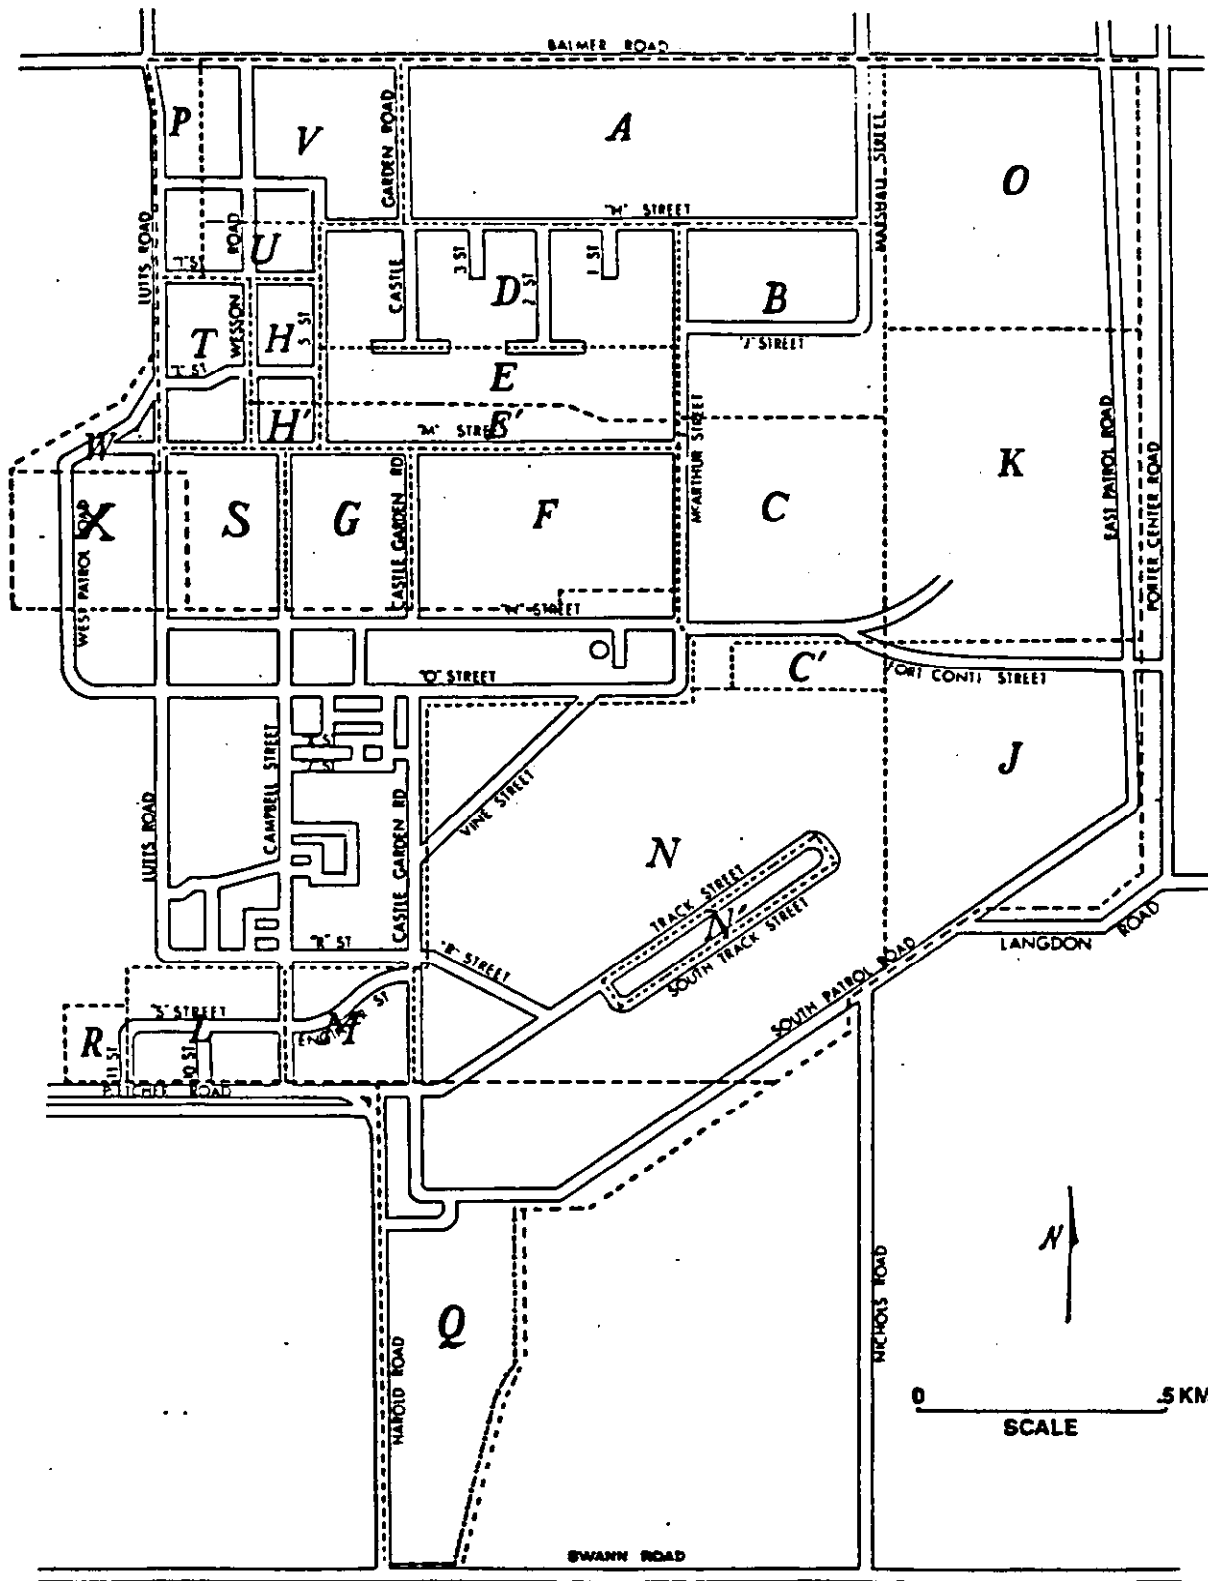 BALMER ROAD
P
V
GARDEN ROAD
A
MARSHALL STREET
O
"H" STREET
LUTTS ROAD
ROAD
U
"I" ST
3 ST
1 ST
CASTLE
D
2 ST
B
WESSON
T
H
5 ST
"J" STREET
E
"L" ST
H'
"M" STREET
E'
McARTHUR STREET
EAST PATROL ROAD
PORTER CENTER ROAD
K
W
X
WEST PATROL ROAD
S
G
CASTLE GARDEN RD
F
C
"N" STREET
C'
"O" STREET
FORT CONTI STREET
CAMPBELL STREET
J
LUTTS ROAD
CASTLE GARDEN RD
VINE STREET
N
TRACK STREET
N'
SOUTH TRACK STREET
"R" ST
"R" STREET
SOUTH PATROL ROAD
LANGDON ROAD
"S" STREET
R
11 ST
L
10 ST
M
PLETCHER ROAD
N
Q
HAROLD ROAD
NICHOLS ROAD
0 .5 KM
SCALE
SWANN ROAD